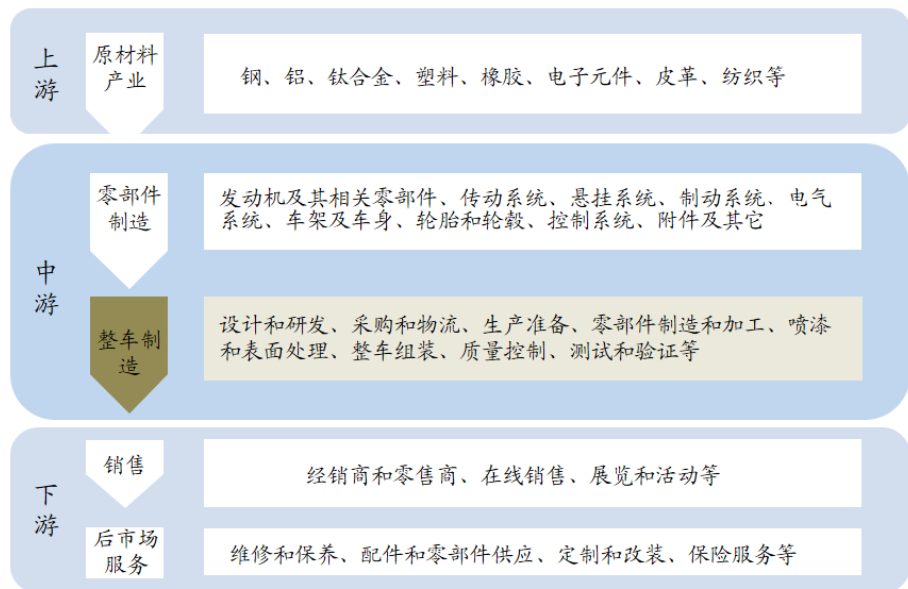 上游
原材料
产业
钢、铝、钛合金、塑料、橡胶、电子元件、皮革、纺织等
中游
零部件
制造
发动机及其相关零部件、传动系统、悬挂系统、制动系统、电气
系统、车架及车身、轮胎和轮毂、控制系统、附件及其它
整车制
造
设计和研发、采购和物流、生产准备、零部件制造和加工、喷漆
和表面处理、整车组装、质量控制、测试和验证等
下游
销售
经销商和零售商、在线销售、展览和活动等
后市场
服务
维修和保养、配件和零部件供应、定制和改装、保险服务等